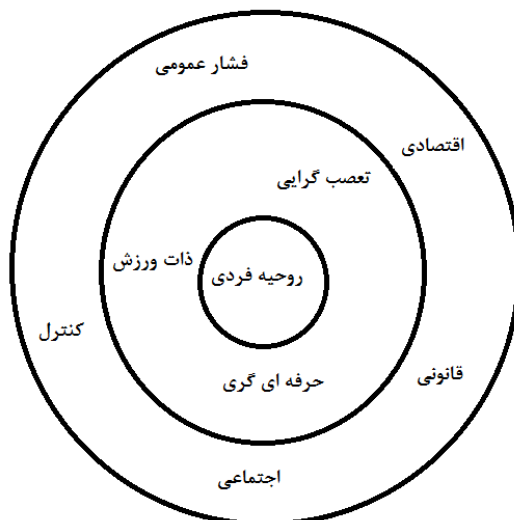 فشار عمومی
اقتصادی
تعصب گرایی
ذات ورزش
روحیه فردی
کنترل
حرفه ای گری
قانونی
اجتماعی